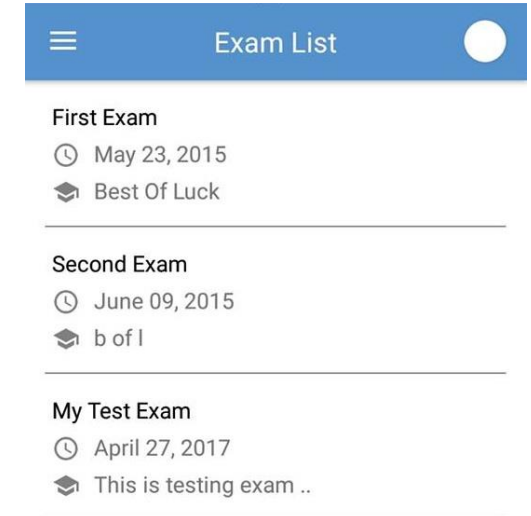 Exam List
First Exam
May 23, 2015
Best Of Luck
Second Exam
June 09, 2015
b of l
My Test Exam
April 27, 2017
This is testing exam ..